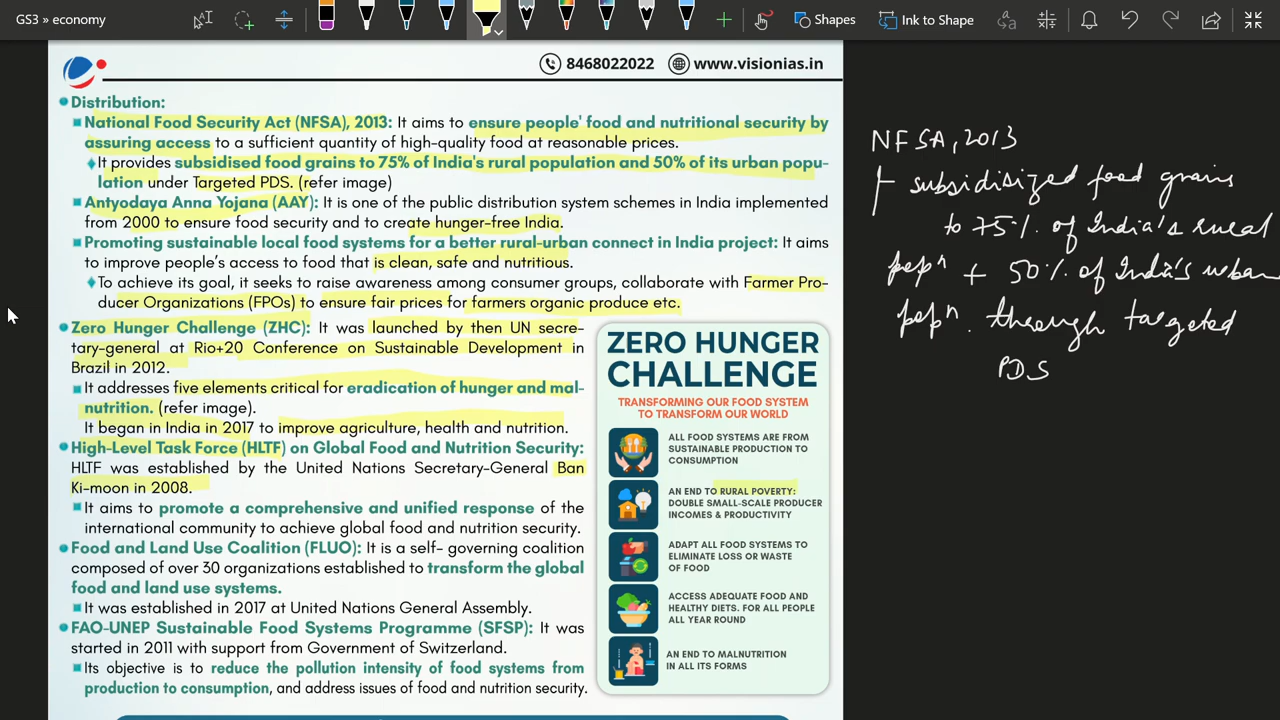 GS3 » economy
Shapes
Ink to Shape
8468022022
www.visionias.in
Distribution:
National Food Security Act (NFSA), 2013: It aims to ensure people' food and nutritional security by
assuring access to a sufficient quantity of high-quality food at reasonable prices.
It provides subsidised food grains to 75% of India's rural population and 50% of its urban popu-
lation under Targeted PDS. (refer image)
Antyodaya Anna Yojana (AAY): It is one of the public distribution system schemes in India implemented
from 2000 to ensure food security and to create hunger-free India.
Promoting sustainable local food systems for a better rural-urban connect in India project: It aims
to improve people's access to food that is clean, safe and nutritious.
To achieve its goal, it seeks to raise awareness among consumer groups, collaborate with Farmer Pro-
ducer Organizations (FPOs) to ensure fair prices for farmers organic produce etc.
Zero Hunger Challenge (ZHC): It was launched by then UN secre-
tary-general at Rio+20 Conference on Sustainable Development in
Brazil in 2012.
It addresses five elements critical for eradication of hunger and mal-
nutrition. (refer image).
It began in India in 2017 to improve agriculture, health and nutrition.
High-Level Task Force (HLTF) on Global Food and Nutrition Security:
HLTF was established by the United Nations Secretary-General Ban
Ki-moon in 2008.
It aims to promote a comprehensive and unified response of the
international community to achieve global food and nutrition security.
Food and Land Use Coalition (FLUO): It is a self- governing coalition
composed of over 30 organizations established to transform the global
food and land use systems.
It was established in 2017 at United Nations General Assembly.
FAO-UNEP Sustainable Food Systems Programme (SFSP): It was
started in 2011 with support from Government of Switzerland.
Its objective is to reduce the pollution intensity of food systems from
production to consumption, and address issues of food and nutrition security.
ZERO HUNGER
CHALLENGE
TRANSFORMING OUR FOOD SYSTEM
TO TRANSFORM OUR WORLD
ALL FOOD SYSTEMS ARE FROM
SUSTAINABLE PRODUCTION TO
CONSUMPTION
AN END TO RURAL POVERTY:
DOUBLE SMALL-SCALE PRODUCER
INCOMES & PRODUCTIVITY
ADAPT ALL FOOD SYSTEMS TO
ELIMINATE LOSS OR WASTE
OF FOOD
ACCESS ADEQUATE FOOD AND
HEALTHY DIETS. FOR ALL PEOPLE
ALL YEAR ROUND
AN END TO MALNUTRITION
IN ALL ITS FORMS
NFSA, 2013
subsidisized food grains
to 75% of India's rural
popn + 50% of India's urban
popn. through targeted
PDS